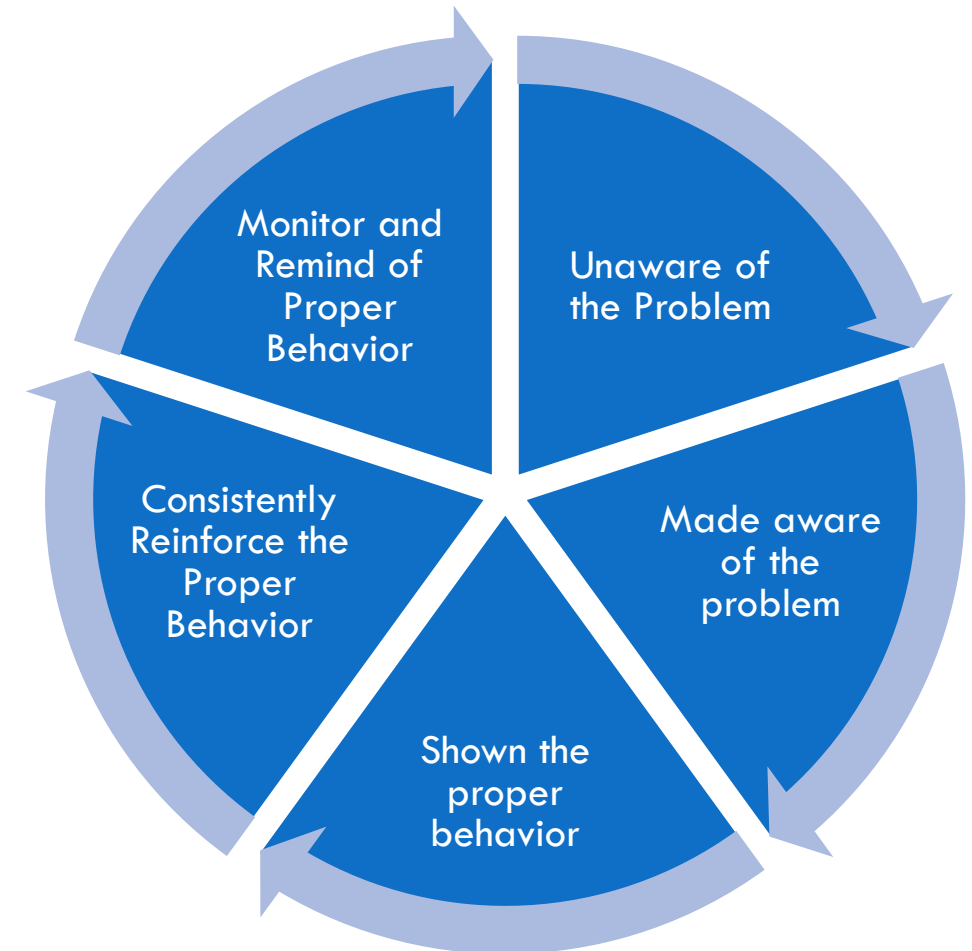 Unaware of
the Problem
Made aware
of the
problem
Shown the
proper
behavior
Consistently
Reinforce the
Proper
Behavior
Monitor and
Remind of
Proper
Behavior